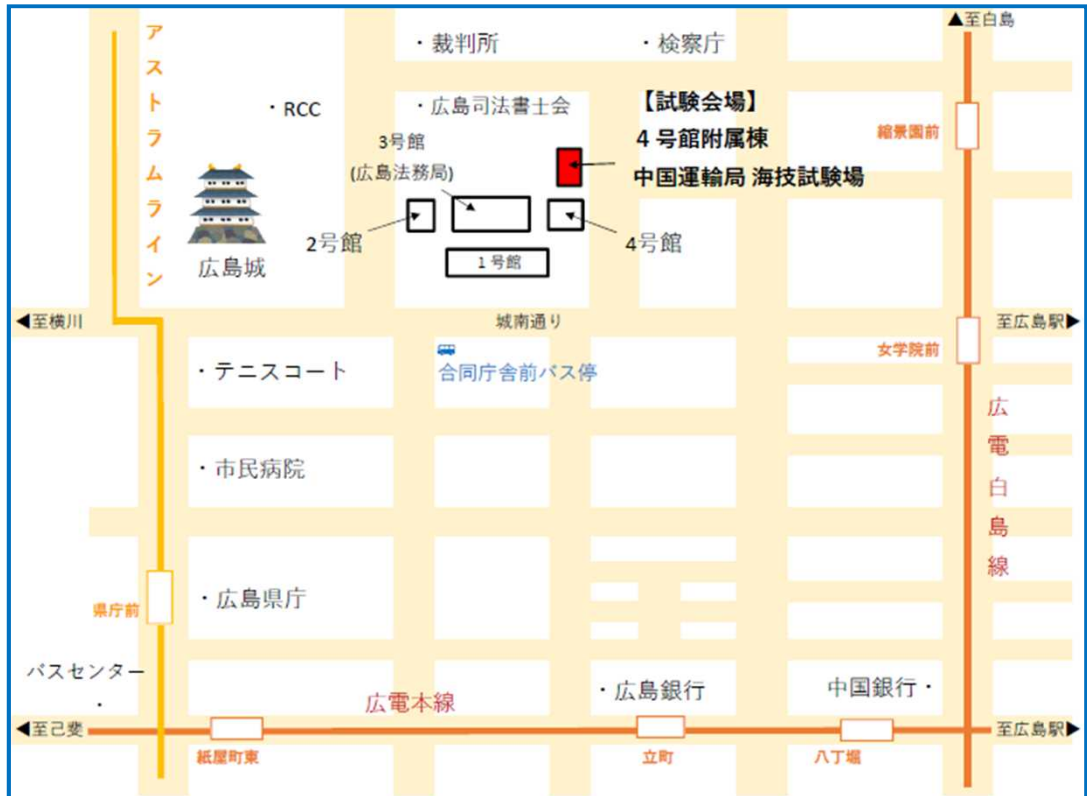 ▲至白島
アストラムライン
・裁判所
・検察庁
・RCC
・広島司法書士会
【試験会場】
4号館附属棟
中国運輸局 海技試験場
縮景園前
3号館
(広島法務局)
2号館
4号館
1号館
広島城
◀至横川
城南通り
至広島駅▶
女学院前
・テニスコート
合同庁舎前バス停
広電白島線
・市民病院
県庁前
・広島県庁
バスセンター
・
広電本線
・広島銀行
中国銀行・
◀至己斐
至広島駅▶
紙屋町東
立町
八丁堀